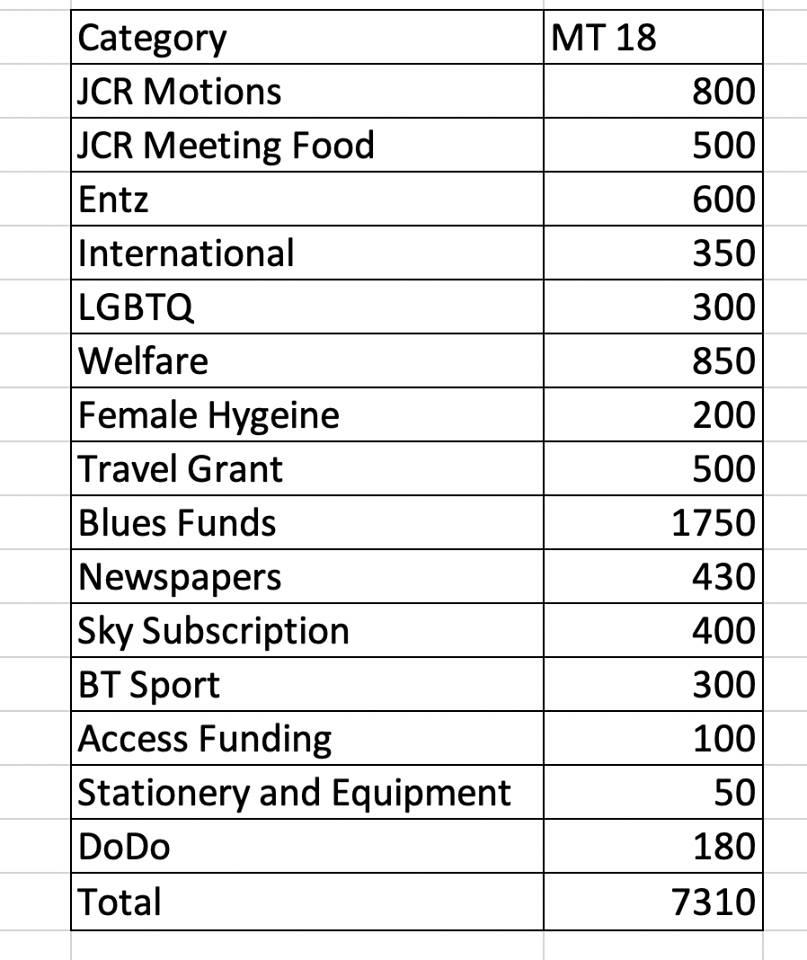 Category MT 18
JCR Motions 800
JCR Meeting Food 500
Entz 600
International 350
LGBTQ 300
Welfare 850
Female Hygeine 200
Travel Grant 500
Blues Funds 1750
Newspapers 430
Sky Subscription 400
BT Sport 300
Access Funding 100
Stationery and Equipment 50
DoDo 180
Total 7310